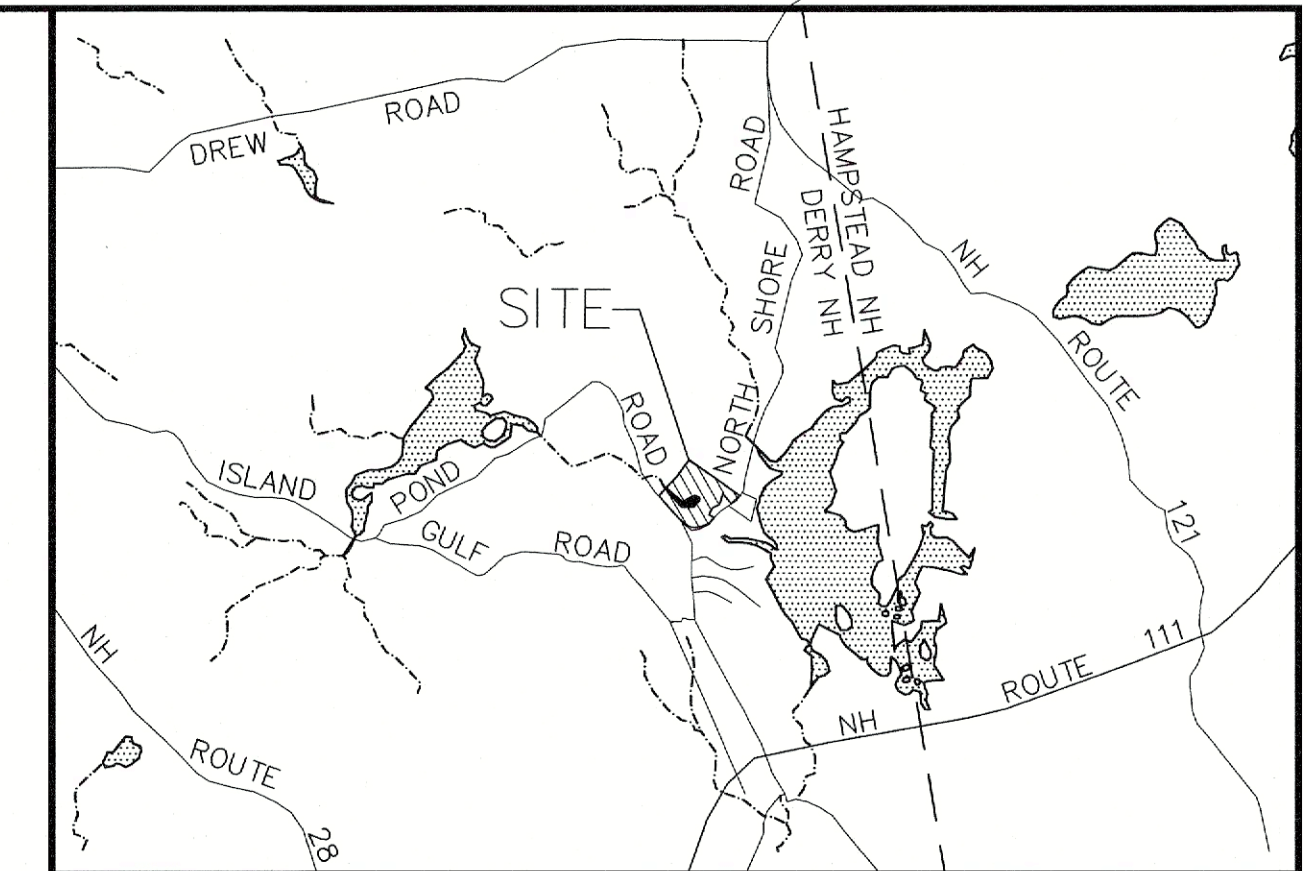 DREW ROAD
NORTH SHORE ROAD
HAMPSTEAD NH
DERRY NH
NH ROUTE 121
SITE
ISLAND POND ROAD
GULF ROAD
NH ROUTE 111
NH ROUTE 28